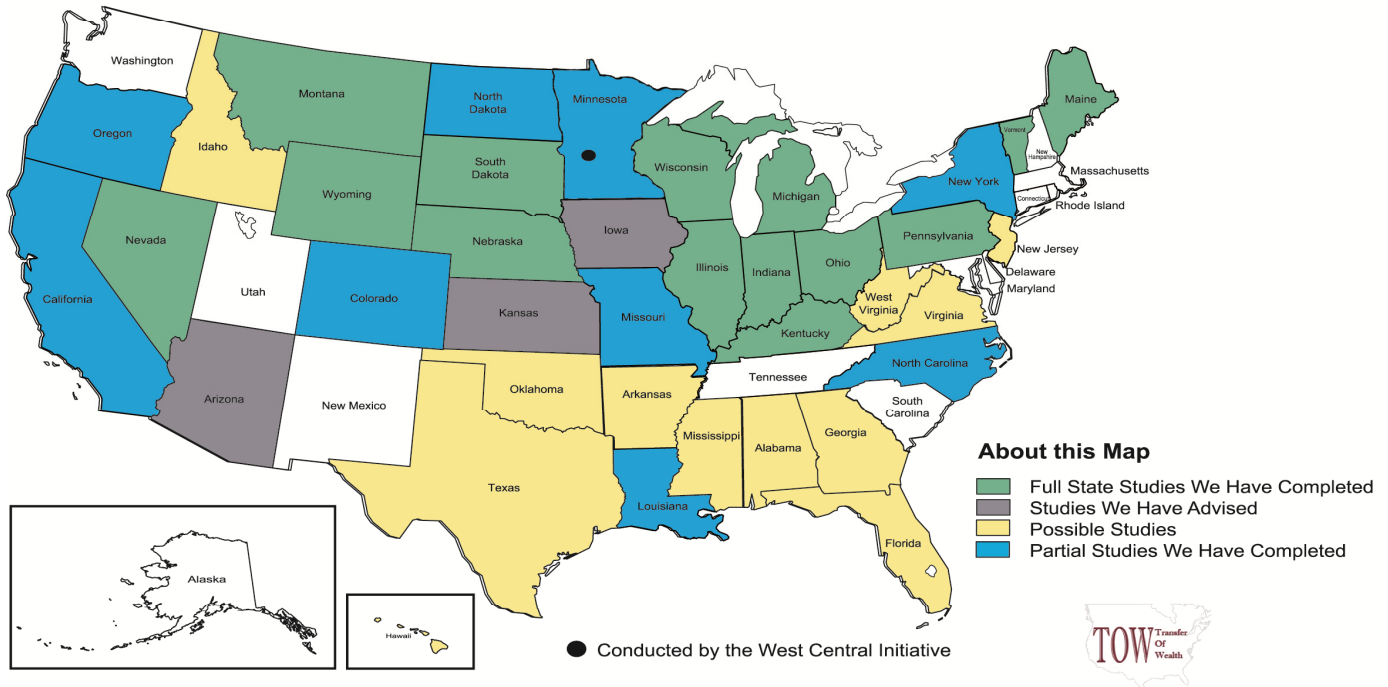 Washington
Montana
North
Dakota
Minnesota
Maine
Vermont
New
Hampshire
Oregon
Idaho
South
Dakota
Wisconsin
Michigan
New York
Massachusetts
Connecticut
Rhode Island
Wyoming
Nevada
Nebraska
Iowa
Illinois
Indiana
Ohio
Pennsylvania
New Jersey
Delaware
Maryland
California
Utah
Colorado
Kansas
Missouri
Kentucky
West
Virginia
Virginia
North Carolina
Arizona
New Mexico
Oklahoma
Arkansas
Tennessee
South
Carolina
Mississippi
Alabama
Georgia
Texas
Louisiana
Florida
Alaska
Hawaii
About this Map
Full State Studies We Have Completed
Studies We Have Advised
Possible Studies
Partial Studies We Have Completed
Conducted by the West Central Initiative
TOW Transfer
Of
Wealth